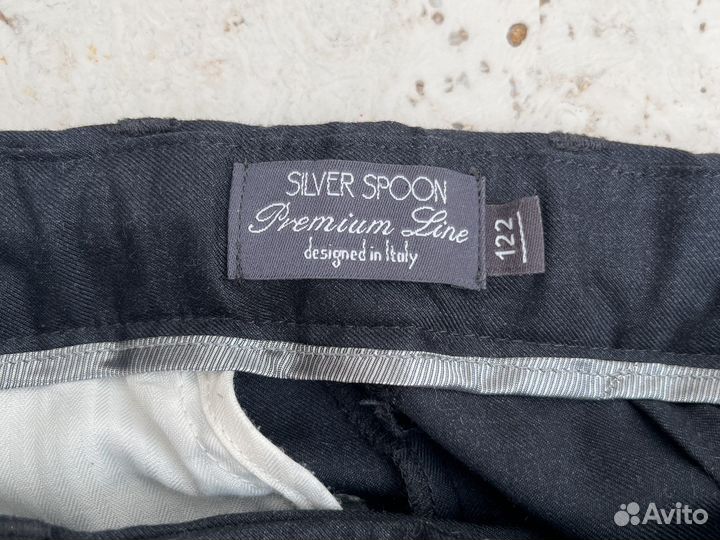 SILVER SPOON
Premium Line
designed in Italy
122
Avito